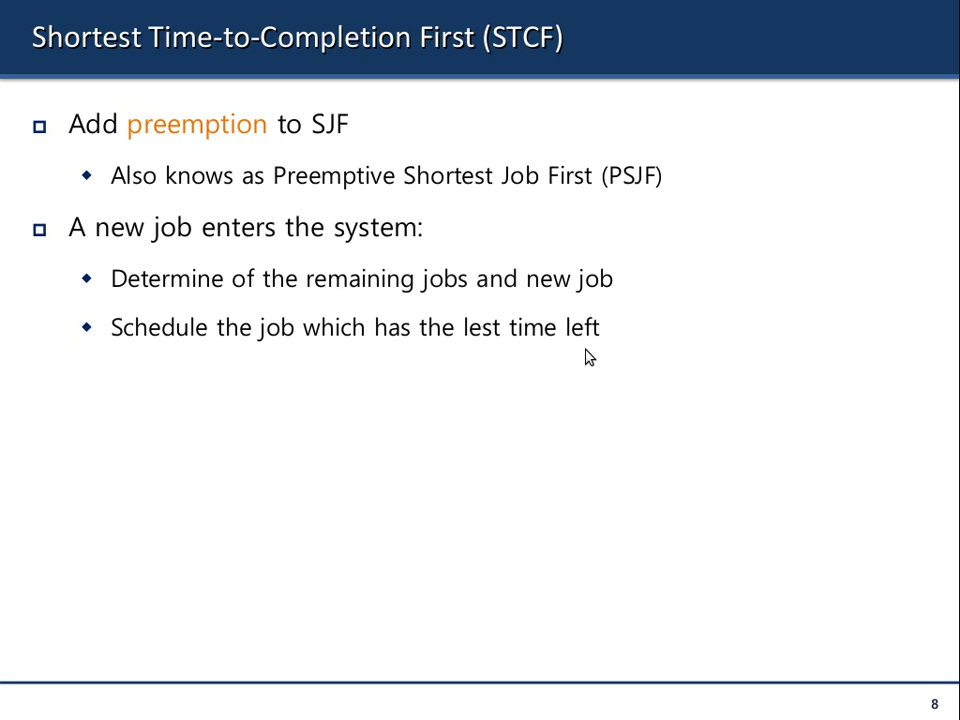 Shortest Time-to-Completion First (STCF)
Add preemption to SJF
Also knows as Preemptive Shortest Job First (PSJF)
A new job enters the system:
Determine of the remaining jobs and new job
Schedule the job which has the lest time left
8